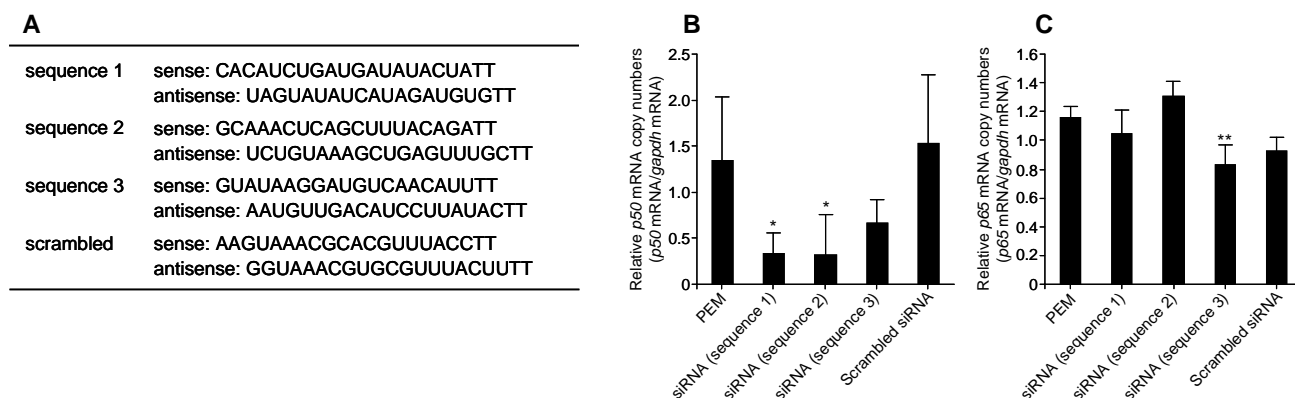 A
sequence 1 sense: CACAUCUGAUGAUAUACUATT
antisense: UAGUAUAUCAUAGAUGUGTT
sequence 2 sense: GCAAACUCAGCUUUACAGATT
antisense: UCUGUAAAGCUGAGUUUGCTT
sequence 3 sense: GUAUAAGGAUGUCAACAUUTT
antisense: AAUGUUGACAUCCUUAUACTT
scrambled sense: AAGUAAACGCACGUUUACCTT
antisense: GGUAAACGUGCGUUUACUUTT
B
Relative p50 mRNA copy numbers
(p50 mRNA/gapdh mRNA)
2.5
2.0
1.5
1.0
0.5
0
*
*
PEM
siRNA (sequence 1)
siRNA (sequence 2)
siRNA (sequence 3)
Scrambled siRNA
C
Relative p65 mRNA copy numbers
(p65 mRNA/gapdh mRNA)
1.6
1.4
1.2
1.0
0.8
0.6
0.4
0.2
0
**
PEM
siRNA (sequence 1)
siRNA (sequence 2)
siRNA (sequence 3)
Scrambled siRNA